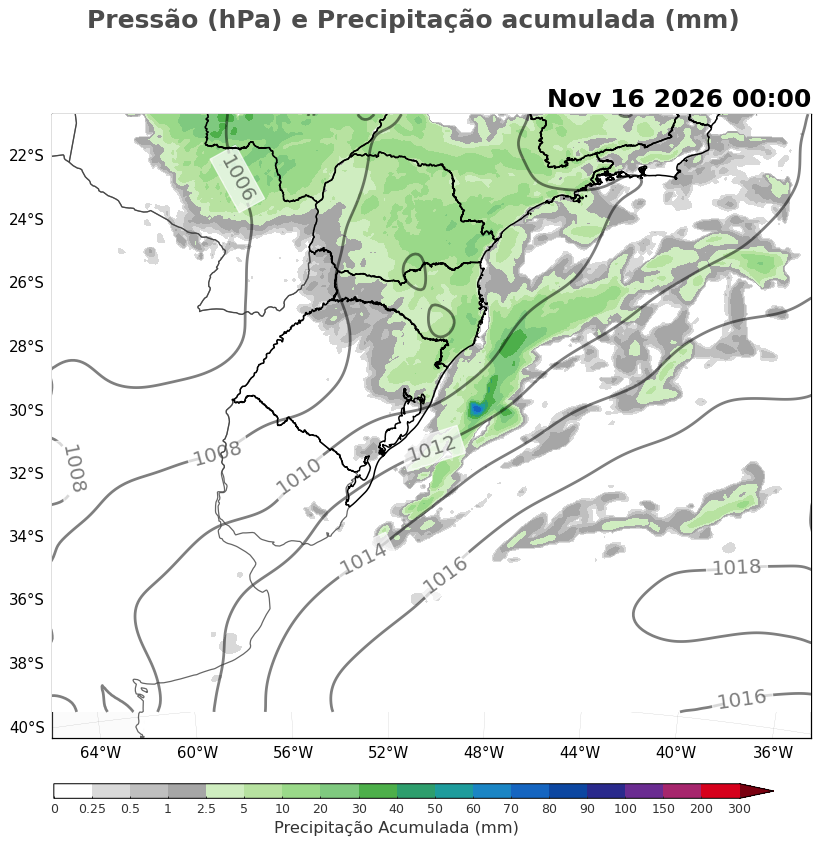 Pressão (hPa) e Precipitação acumulada (mm)
Nov 16 2026 00:00
22°S
24°S
26°S
28°S
30°S
32°S
34°S
36°S
38°S
40°S
1006
1008
1008
1010
1012
1014
1016
1018
1016
64°W 60°W 56°W 52°W 48°W 44°W 40°W 36°W
0 0.25 0.5 1 2.5 5 10 20 30 40 50 60 70 80 90 100 150 200 300
Precipitação Acumulada (mm)